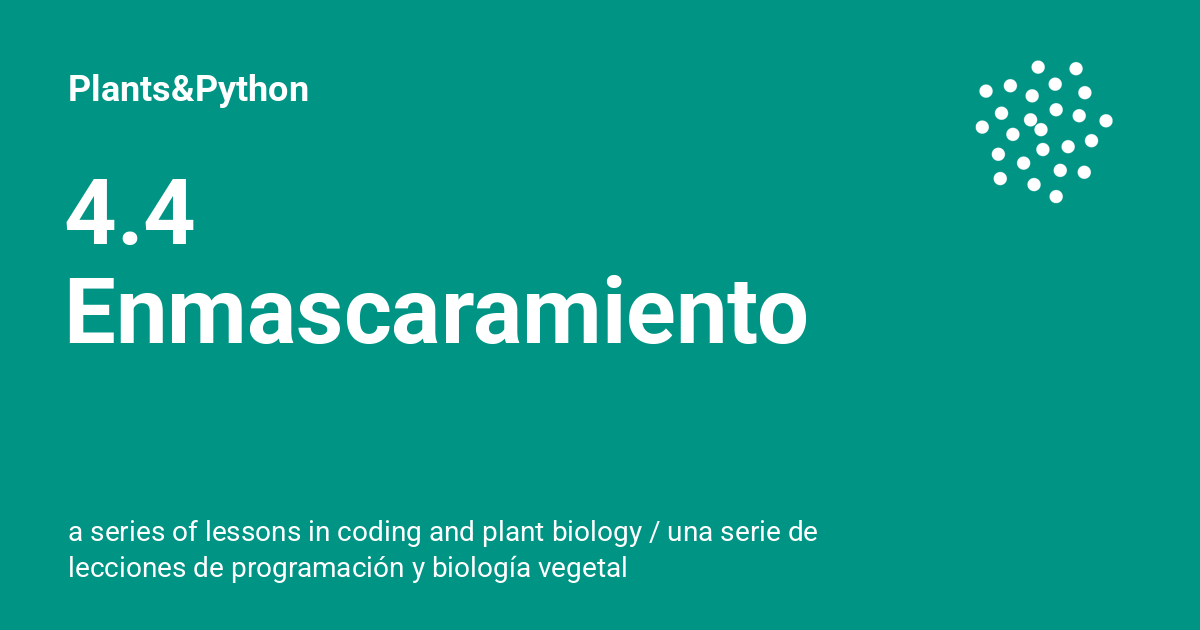 Plants&Python
4.4
Enmascaramiento
a series of lessons in coding and plant biology / una serie de
lecciones de programación y biología vegetal